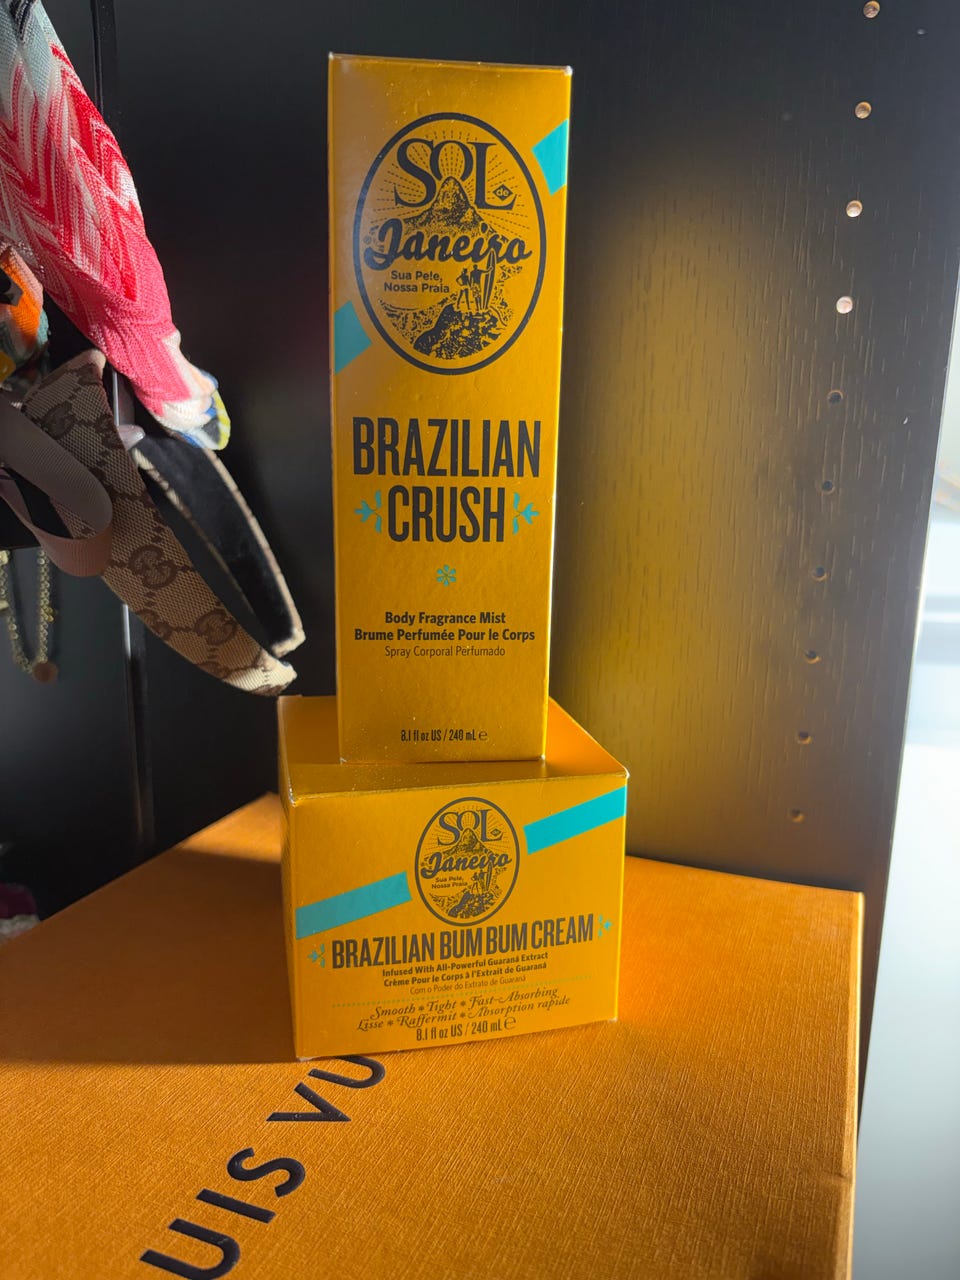 SOL
de
Janeiro
Sua Pele,
Nossa Praia
BRAZILIAN
CRUSH
Body Fragrance Mist
Brume Perfumée Pour le Corps
Spray Corporal Perfumado
8.1 fl oz US / 240 mL ℮
SOL
de
Janeiro
Sua Pele,
Nossa Praia
BRAZILIAN BUM BUM CREAM
Infused With All-Powerful Guaraná Extract
Crème Pour le Corps à l'Extrait de Guaraná
Com o Poder do Extrato de Guaraná
Smooth * Tight * Fast-Absorbing
Lisse * Raffermit * Absorption rapide
8.1 fl oz US / 240 mL ℮
UIS VU